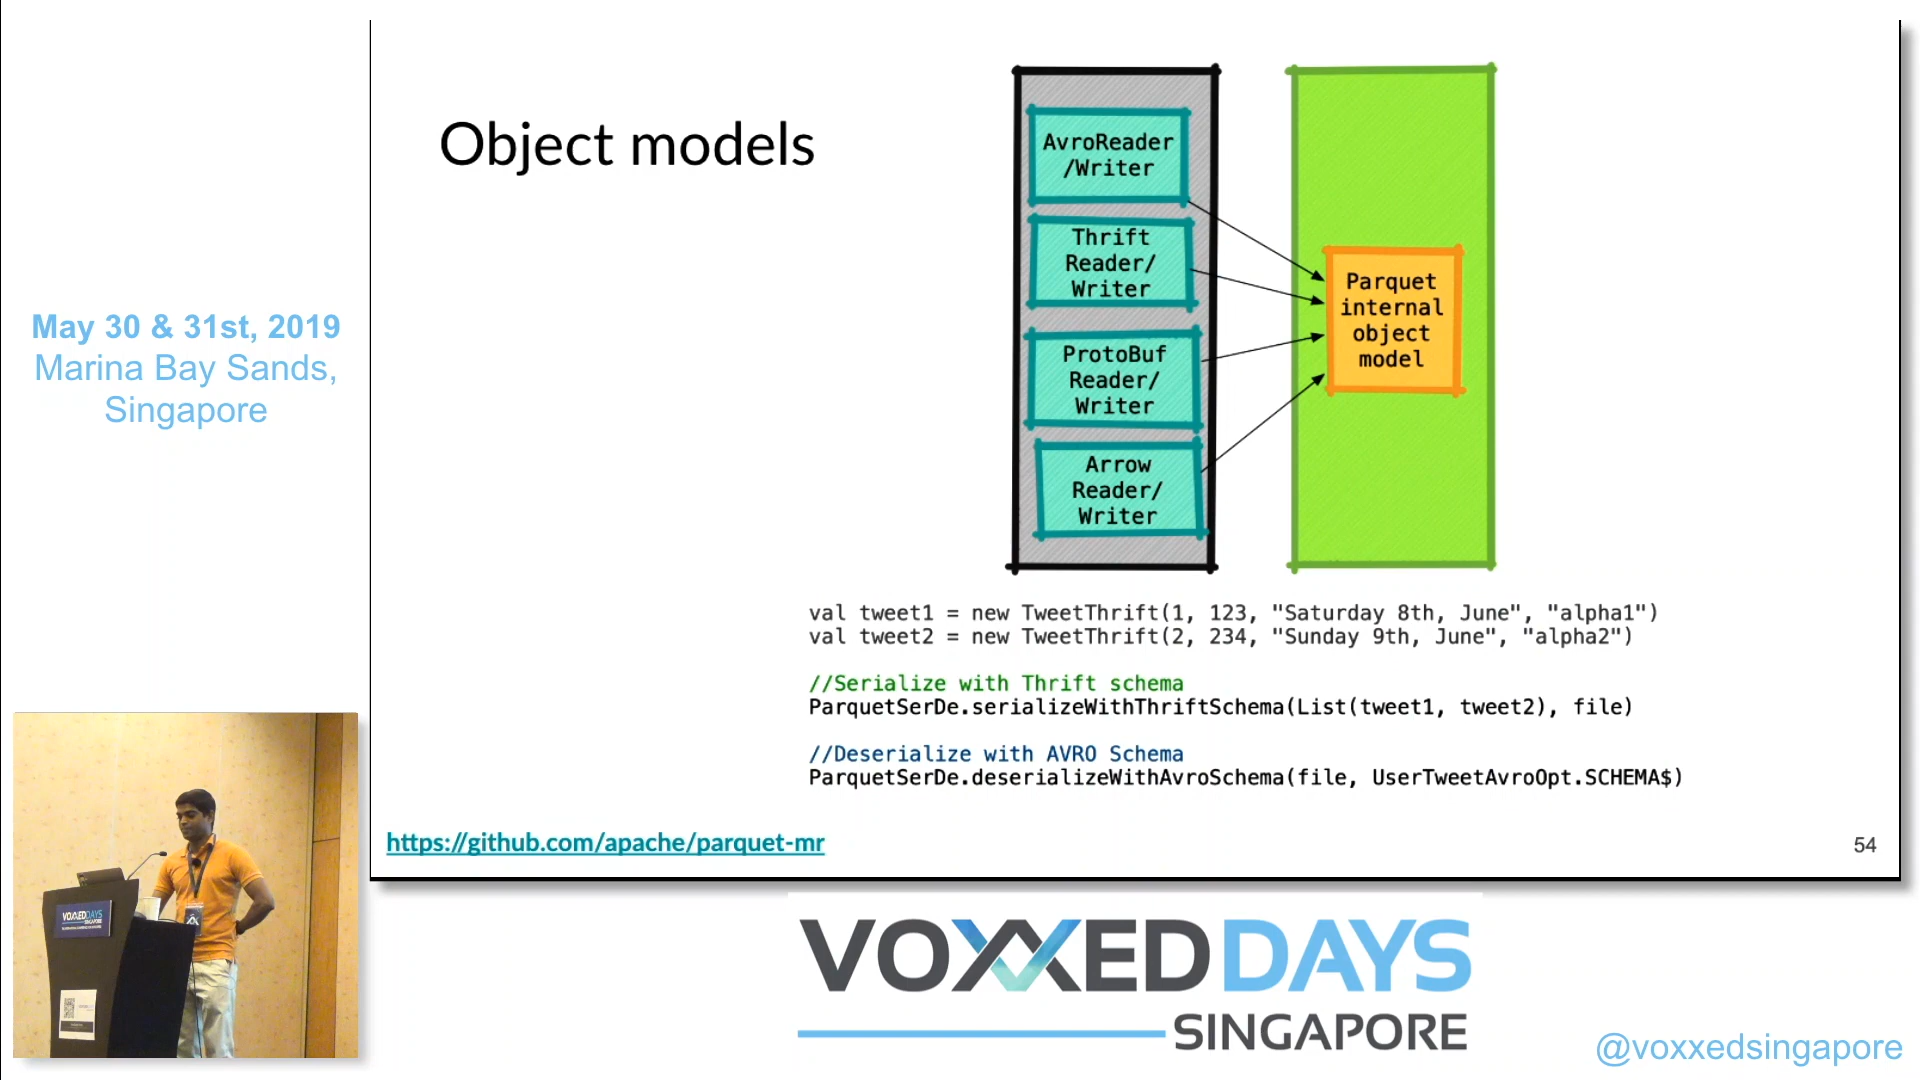 May 30 & 31st, 2019
Marina Bay Sands,
Singapore
Object models
AvroReader
/Writer
Thrift
Reader/
Writer
ProtoBuf
Reader/
Writer
Arrow
Reader/
Writer
Parquet
internal
object
model
val tweet1 = new TweetThrift(1, 123, "Saturday 8th, June", "alpha1")
val tweet2 = new TweetThrift(2, 234, "Sunday 9th, June", "alpha2")
//Serialize with Thrift schema
ParquetSerDe.serializeWithThriftSchema(List(tweet1, tweet2), file)
//Deserialize with AVRO Schema
ParquetSerDe.deserializeWithAvroSchema(file, UserTweetAvroOpt.SCHEMA$)
https://github.com/apache/parquet-mr
54
VOXXEDDAYS
SINGAPORE
VOXXEDDAYS
SINGAPORE
@voxxedsingapore